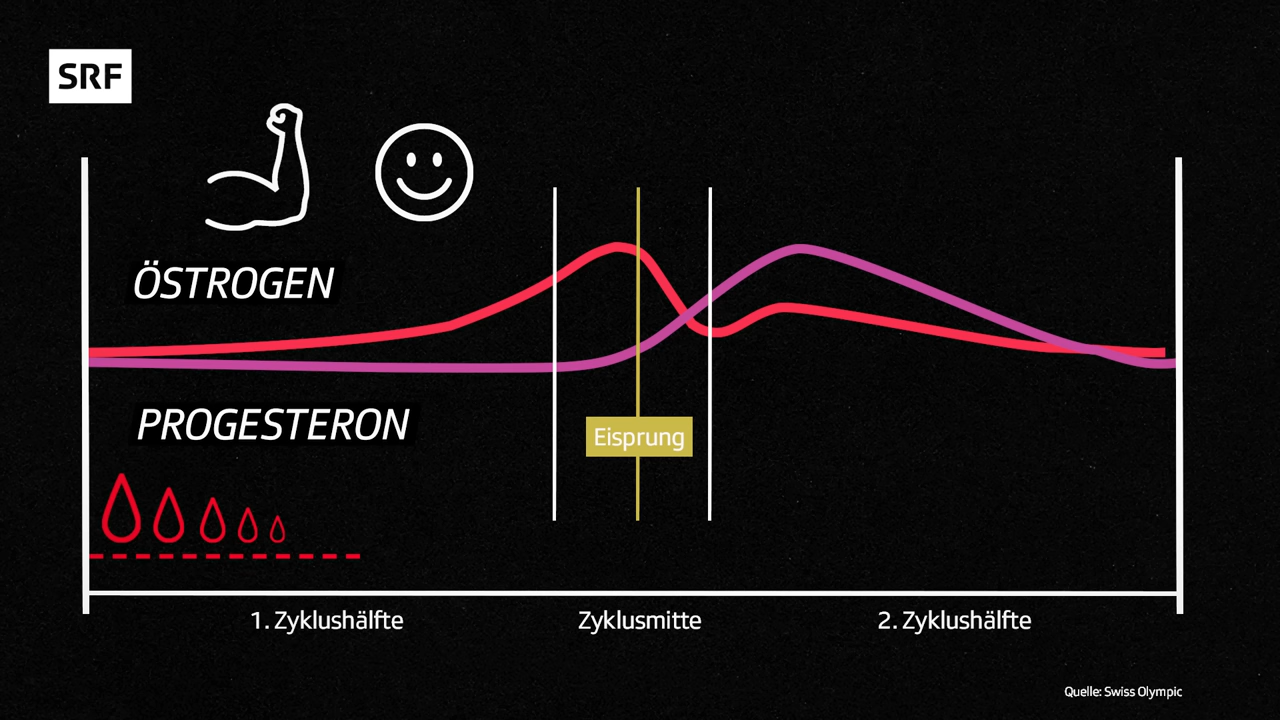 SRF
ÖSTROGEN
PROGESTERON
Eisprung
1. Zyklushälfte
Zyklusmitte
2. Zyklushälfte
Quelle: Swiss Olympic